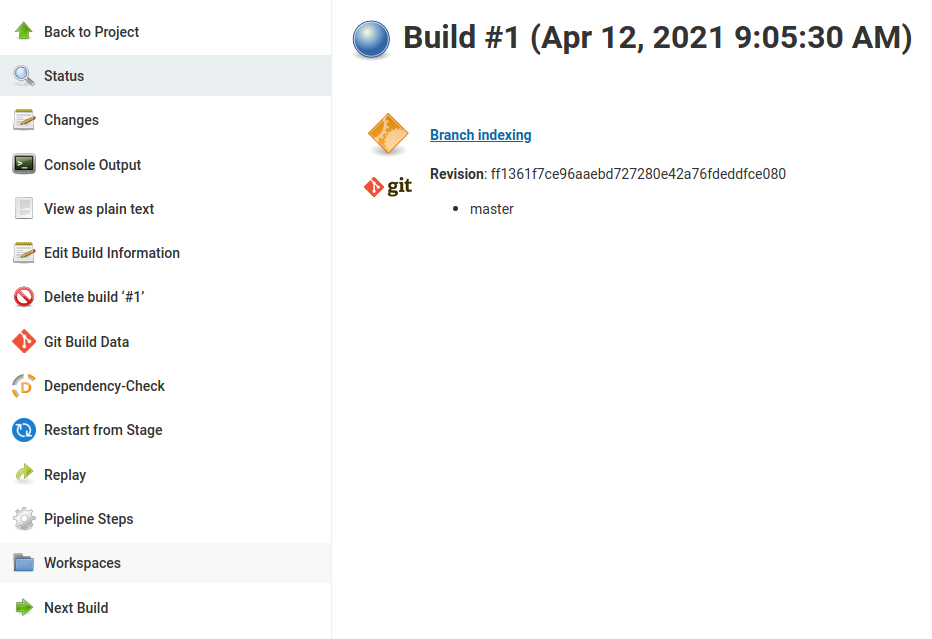 Back to Project
Status
Changes
Console Output
View as plain text
Edit Build Information
Delete build ‘#1’
Git Build Data
Dependency-Check
Restart from Stage
Replay
Pipeline Steps
Workspaces
Next Build
Build #1 (Apr 12, 2021 9:05:30 AM)
Branch indexing
git
Revision: ff1361f7ce96aaebd727280e42a76fdeddfce080
master